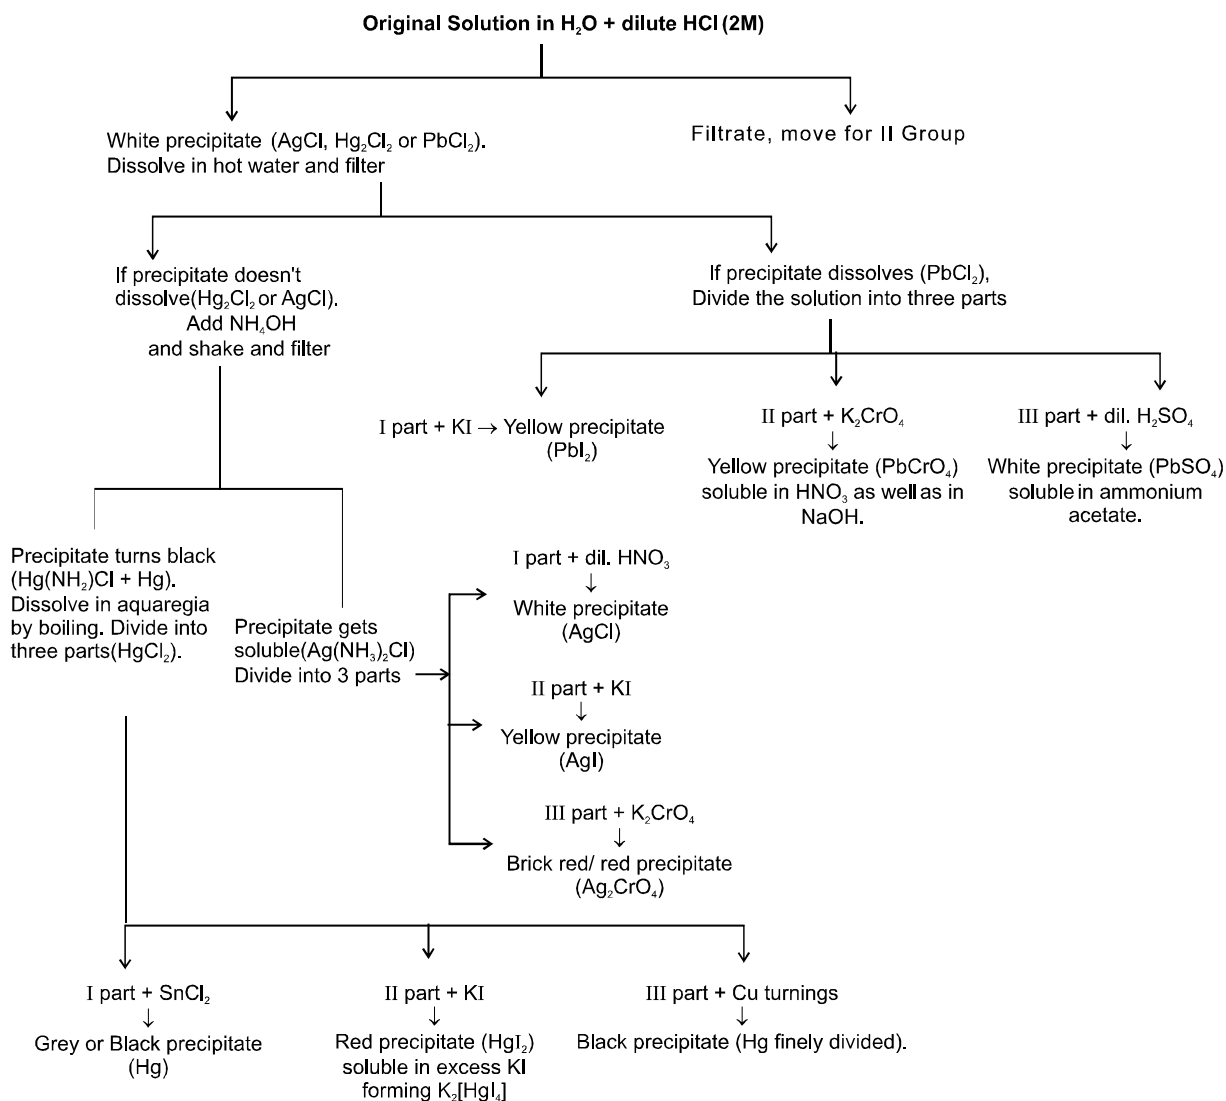 Original Solution in H₂O + dilute HCl (2M)
White precipitate (AgCl, Hg₂Cl₂ or PbCl₂).
Dissolve in hot water and filter
Filtrate, move for II Group
If precipitate doesn't
dissolve(Hg₂Cl₂ or AgCl).
Add NH₄OH
and shake and filter
If precipitate dissolves (PbCl₂),
Divide the solution into three parts
I part + KI → Yellow precipitate
(PbI₂)
II part + K₂CrO₄
↓
Yellow precipitate (PbCrO₄)
soluble in HNO₃ as well as in
NaOH.
III part + dil. H₂SO₄
↓
White precipitate (PbSO₄)
soluble in ammonium
acetate.
Precipitate turns black
(Hg(NH₂)Cl + Hg).
Dissolve in aquaregia
by boiling. Divide into
three parts(HgCl₂).
Precipitate gets
soluble(Ag(NH₃)₂Cl)
Divide into 3 parts
I part + dil. HNO₃
↓
White precipitate
(AgCl)
II part + KI
↓
Yellow precipitate
(AgI)
III part + K₂CrO₄
↓
Brick red/ red precipitate
(Ag₂CrO₄)
I part + SnCl₂
↓
Grey or Black precipitate
(Hg)
II part + KI
↓
Red precipitate (HgI₂)
soluble in excess KI
forming K₂[HgI₄]
III part + Cu turnings
↓
Black precipitate (Hg finely divided).